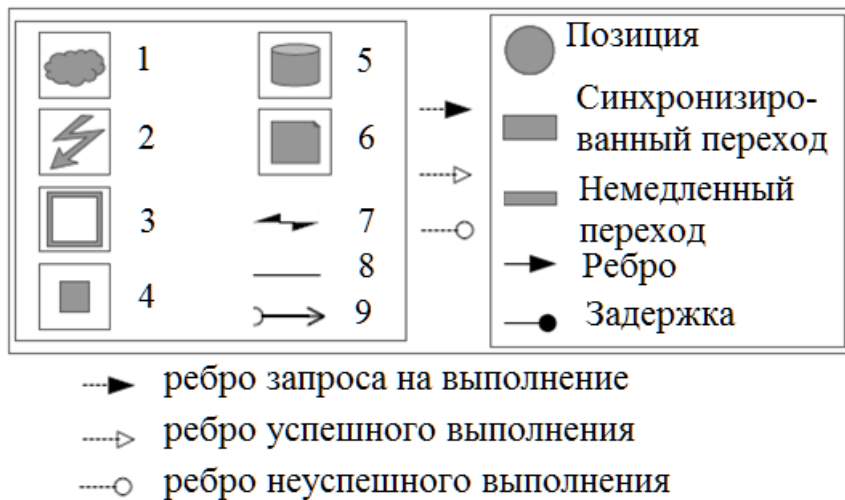 1
2
3
4
5
6
7
8
9
Позиция
Синхронизиро-
ванный переход
Немедленный
переход
Ребро
Задержка
ребро запроса на выполнение
ребро успешного выполнения
ребро неуспешного выполнения